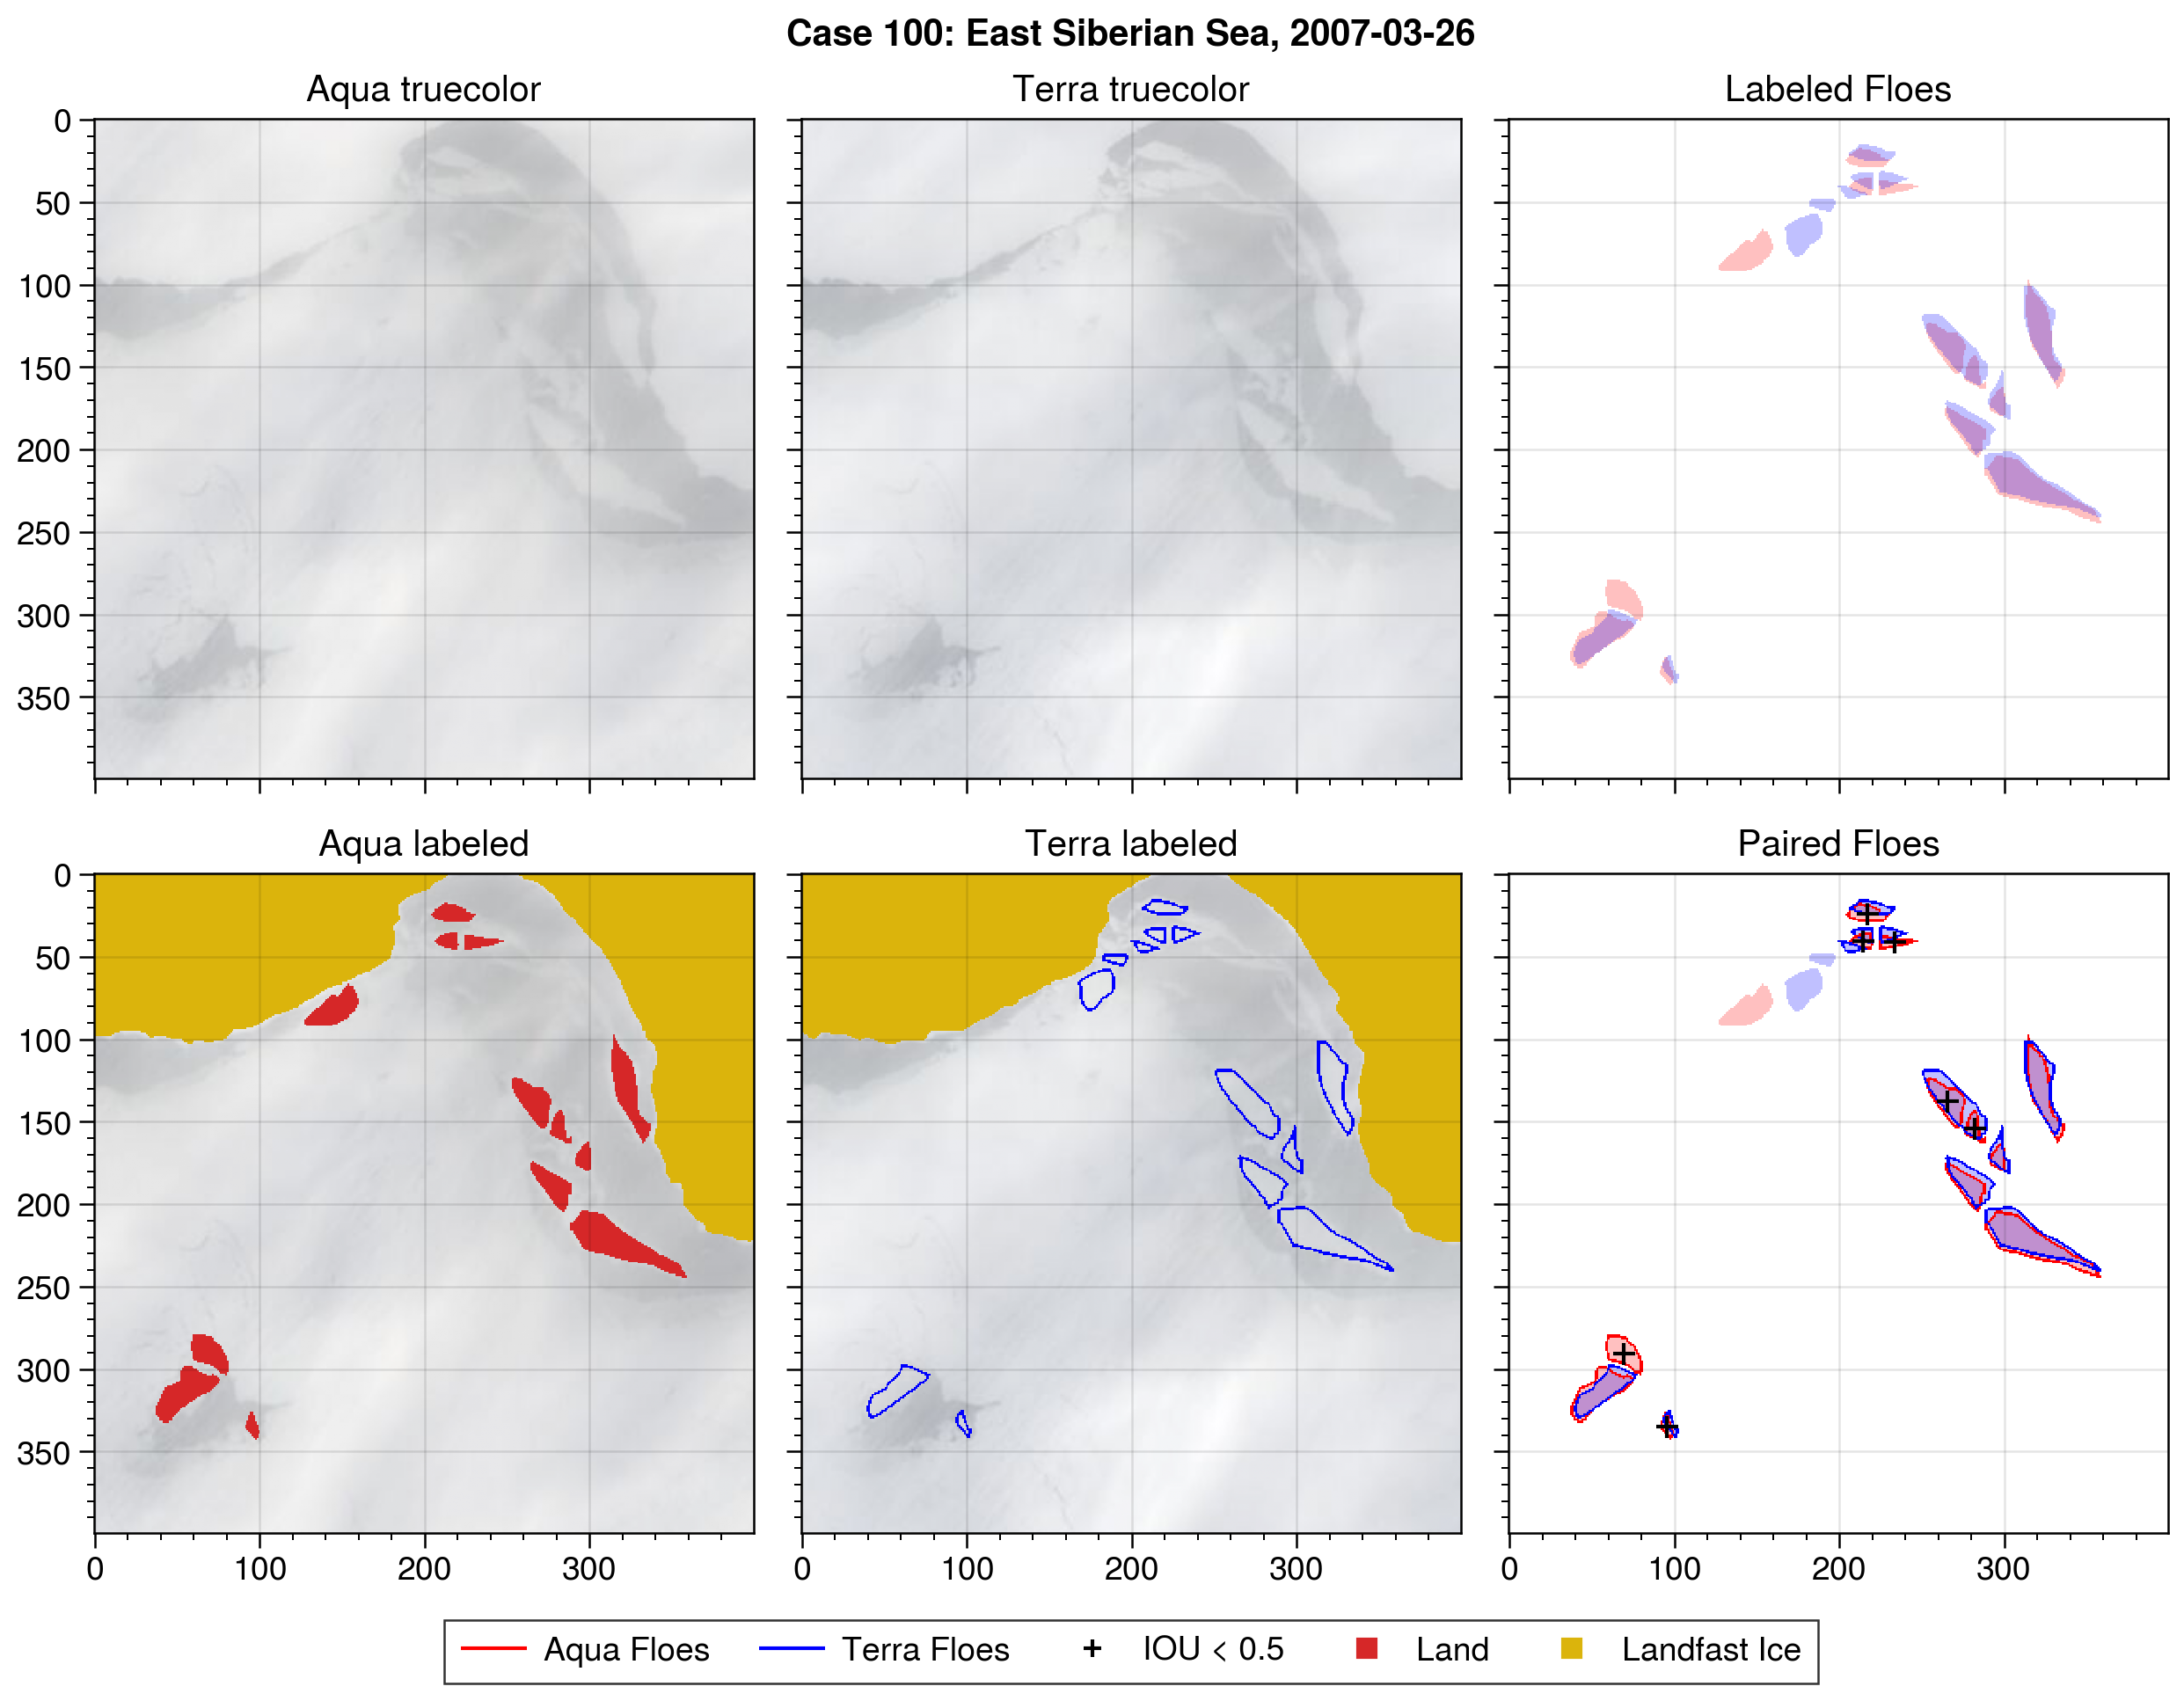 Case 100: East Siberian Sea, 2007-03-26
Aqua truecolor
Terra truecolor
Labeled Floes
0
50
100
150
200
250
300
350
Aqua labeled
Terra labeled
Paired Floes
0
50
100
150
200
250
300
350
0 100 200 300
0 100 200 300
0 100 200 300
Aqua Floes
Terra Floes
IOU < 0.5
Land
Landfast Ice